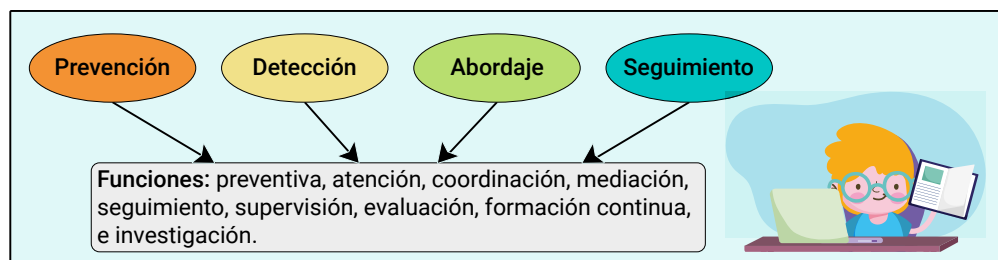 Prevención
Detección
Abordaje
Seguimiento
Funciones: preventiva, atención, coordinación, mediación,
seguimiento, supervisión, evaluación, formación continua,
e investigación.